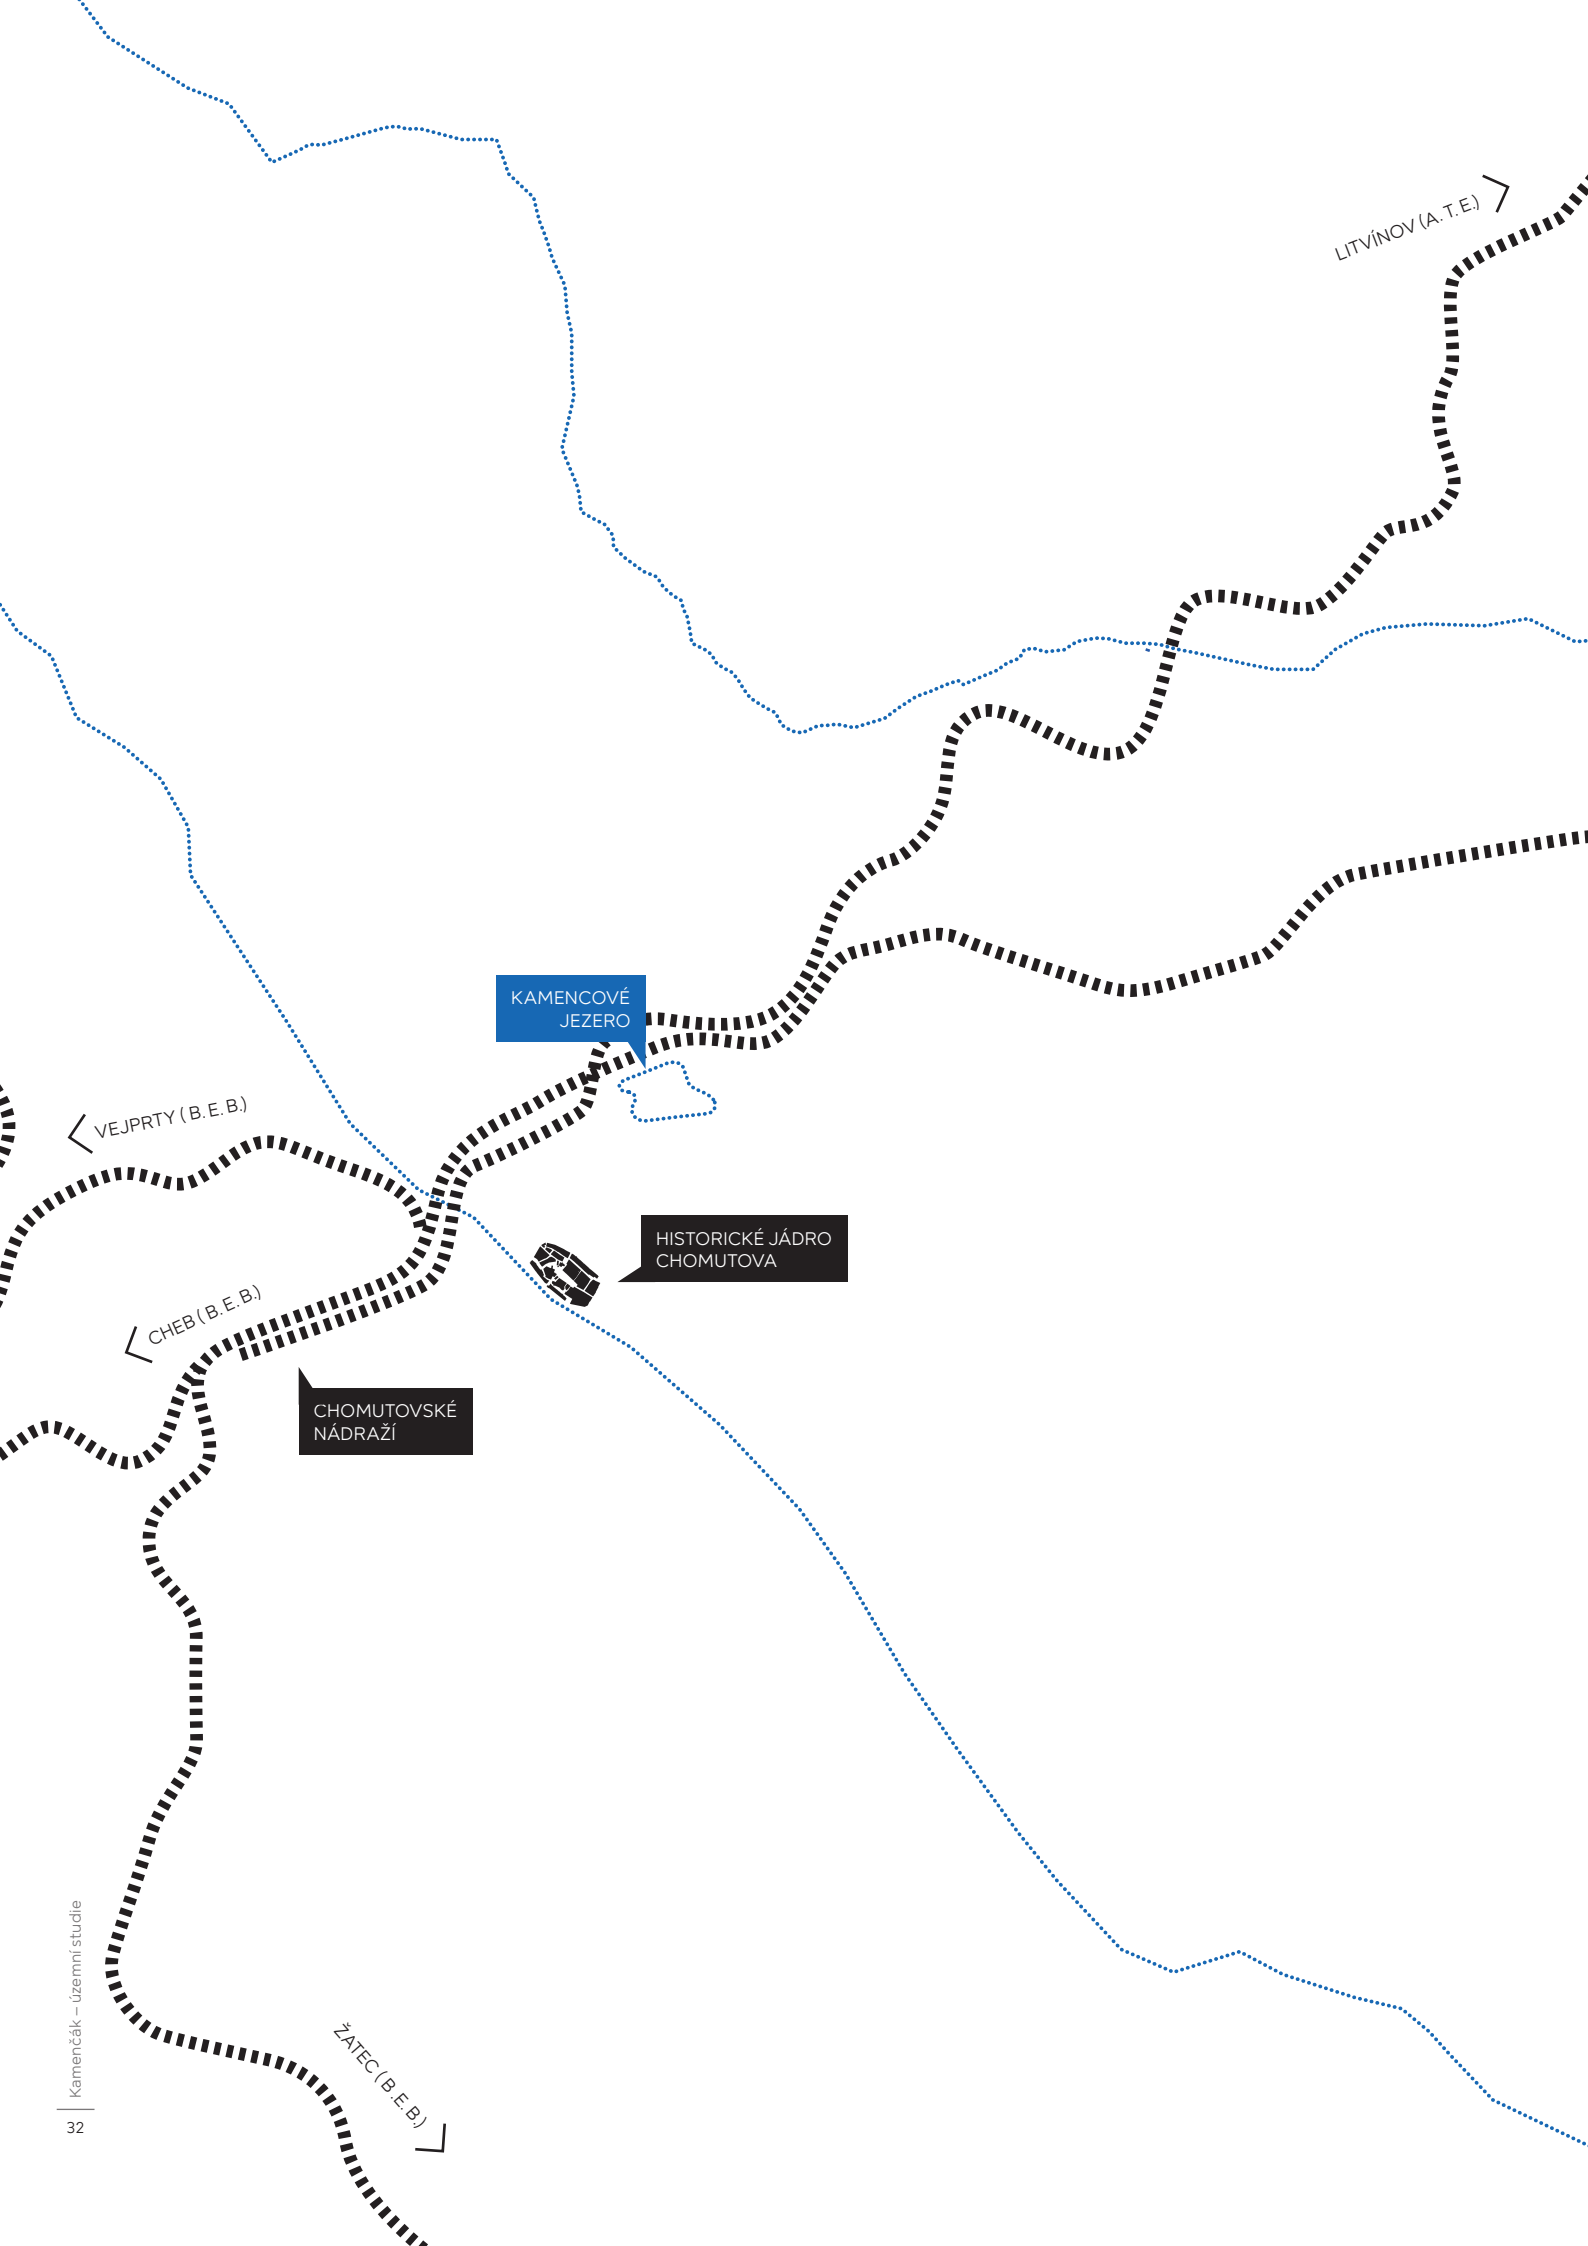 LITVÍNOV (A. T. E.)
KAMENCOVÉ
JEZERO
VEJPRTY ( B. E. B.)
HISTORICKÉ JÁDRO
CHOMUTOVA
CHEB ( B. E. B.)
CHOMUTOVSKÉ
NÁDRAŽÍ
ŽATEC ( B. E. B.)
Kamenčák – územní studie
32